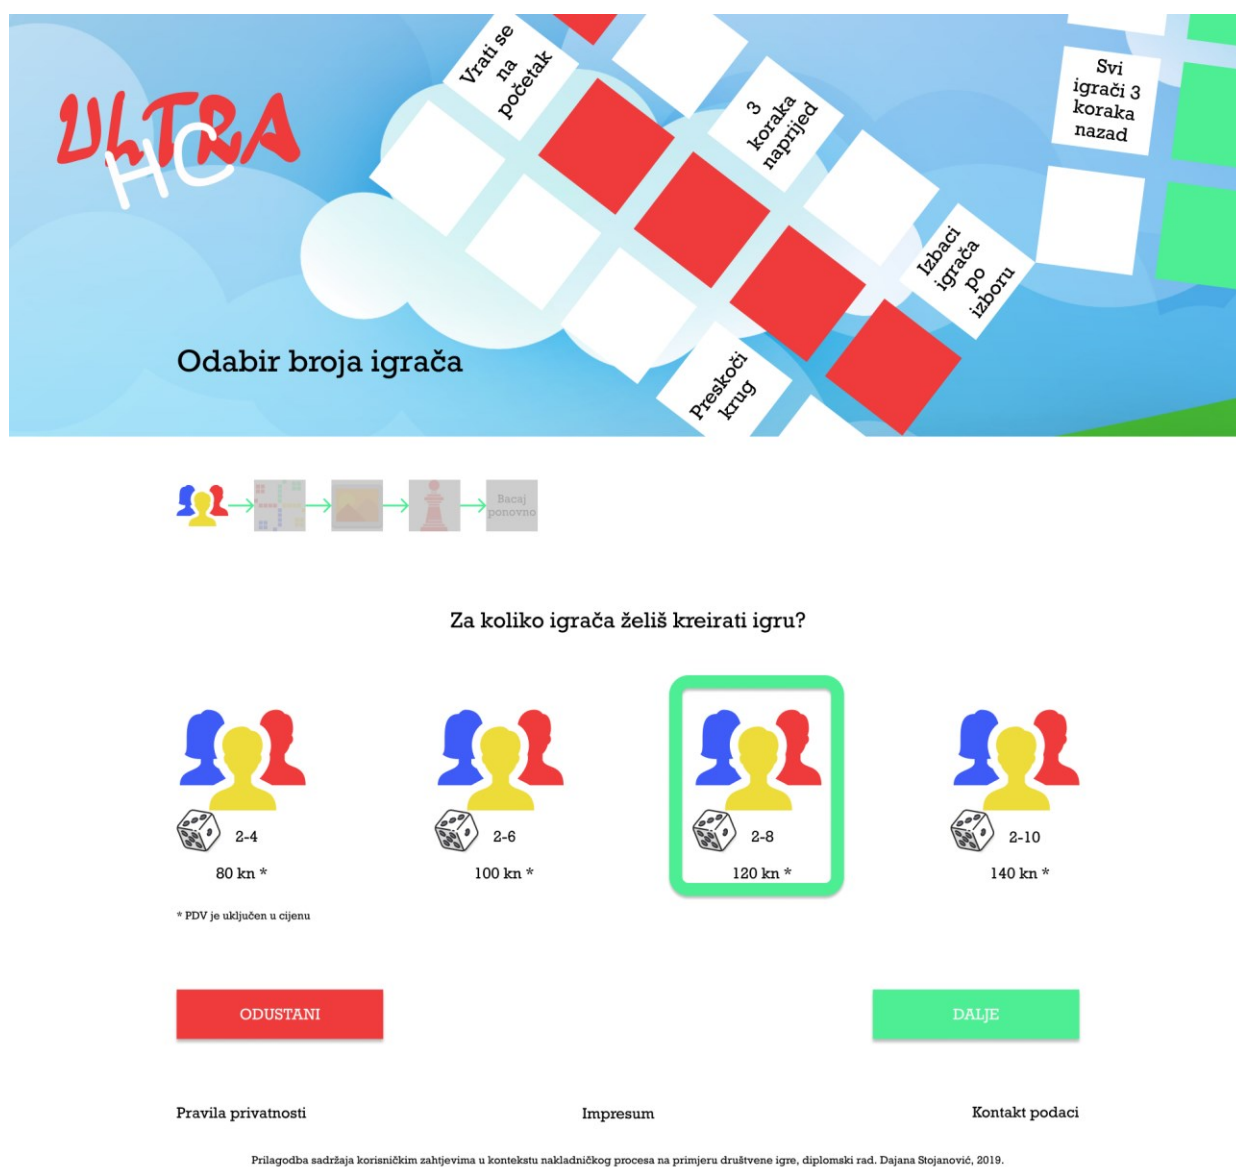 ULTRA
HC
Vrati se
na
početak
3
koraka
naprijed
Svi
igrači 3
koraka
nazad
Izbaci
igrača
po
izboru
Preskoči
krug
Odabir broja igrača
Bacaj
ponovno
Za koliko igrača želiš kreirati igru?
2-4
80 kn *
2-6
100 kn *
2-8
120 kn *
2-10
140 kn *
* PDV je uključen u cijenu
ODUSTANI
DALJE
Pravila privatnosti
Impresum
Kontakt podaci
Prilagodba sadržaja korisničkim zahtjevima u kontekstu nakladničkog procesa na primjeru društvene igre, diplomski rad. Dajana Stojanović, 2019.